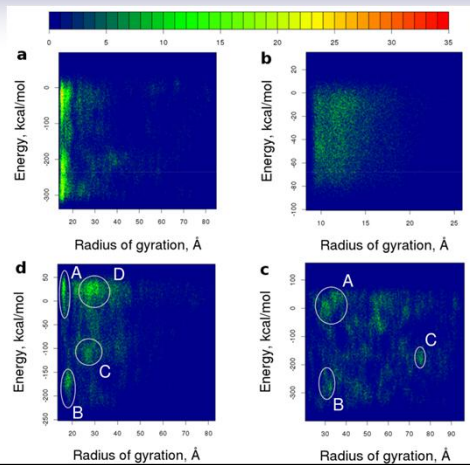 0 5 10 15 20 25 30 35
a b
Energy, kcal/mol
0
-100
-200
-300
20 30 40 50 60 70 80
Radius of gyration, Å
Energy, kcal/mol
20
0
-20
-40
-60
-80
-100
10 15 20 25
Radius of gyration, Å
d c
Energy, kcal/mol
50
0
-50
-100
-150
-200
-250
A D
C
B
20 30 40 50 60 70 80
Radius of gyration, Å
Energy, kcal/mol
100
0
-100
-200
-300
A
C
B
30 40 50 60 70 80 90
Radius of gyration, Å